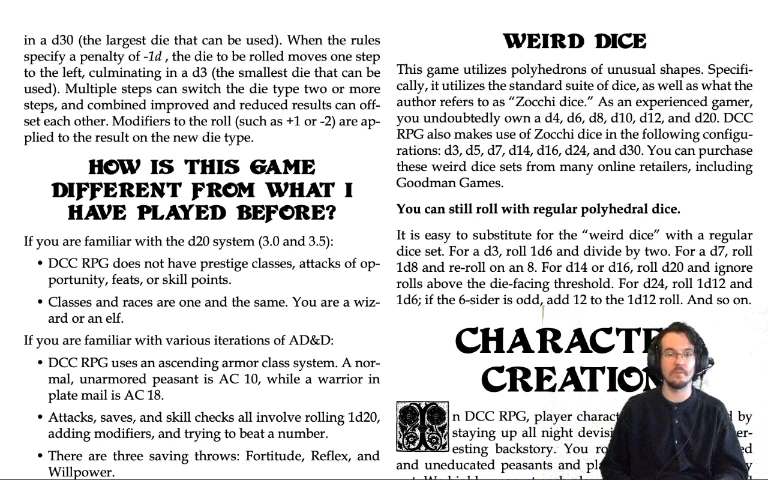 in a d30 (the largest die that can be used). When the rules
specify a penalty of -1d , the die to be rolled moves one step
to the left, culminating in a d3 (the smallest die that can be
used). Multiple steps can switch the die type two or more
steps, and combined improved and reduced results can off-
set each other. Modifiers to the roll (such as +1 or -2) are ap-
plied to the result on the new die type.
HOW IS THIS GAME
DIFFERENT FROM WHAT I
HAVE PLAYED BEFORE?
If you are familiar with the d20 system (3.0 and 3.5):
• DCC RPG does not have prestige classes, attacks of op-
portunity, feats, or skill points.
• Classes and races are one and the same. You are a wiz-
ard or an elf.
If you are familiar with various iterations of AD&D:
• DCC RPG uses an ascending armor class system. A nor-
mal, unarmored peasant is AC 10, while a warrior in
plate mail is AC 18.
• Attacks, saves, and skill checks all involve rolling 1d20,
adding modifiers, and trying to beat a number.
• There are three saving throws: Fortitude, Reflex, and
Willpower.
WEIRD DICE
This game utilizes polyhedrons of unusual shapes. Specifi-
cally, it utilizes the standard suite of dice, as well as what the
author refers to as “Zocchi dice.” As an experienced gamer,
you undoubtedly own a d4, d6, d8, d10, d12, and d20. DCC
RPG also makes use of Zocchi dice in the following configu-
rations: d3, d5, d7, d14, d16, d24, and d30. You can purchase
these weird dice sets from many online retailers, including
Goodman Games.
You can still roll with regular polyhedral dice.
It is easy to substitute for the “weird dice” with a regular
dice set. For a d3, roll 1d6 and divide by two. For a d7, roll
1d8 and re-roll on an 8. For d14 or d16, roll d20 and ignore
rolls above the die-facing threshold. For d24, roll 1d12 and
1d6; if the 6-sider is odd, add 12 to the 1d12 roll. And so on.
CHARACTE
CREATION
In DCC RPG, player charact by
staying up all night devisi er-
esting backstory. You ro ed
and uneducated peasants and pla